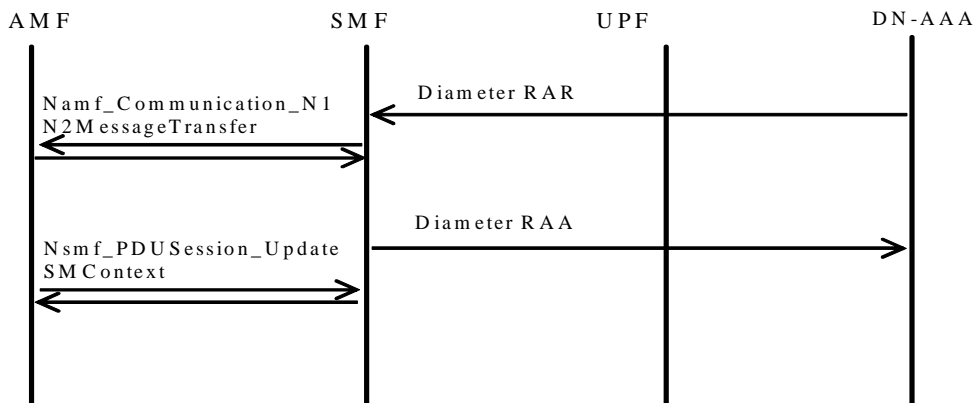 AMF SMF UPF DN-AAA
Diameter RAR
Namf_Communication_N1
N2MessageTransfer
Diameter RAA
Nsmf_PDUSession_Update
SMContext